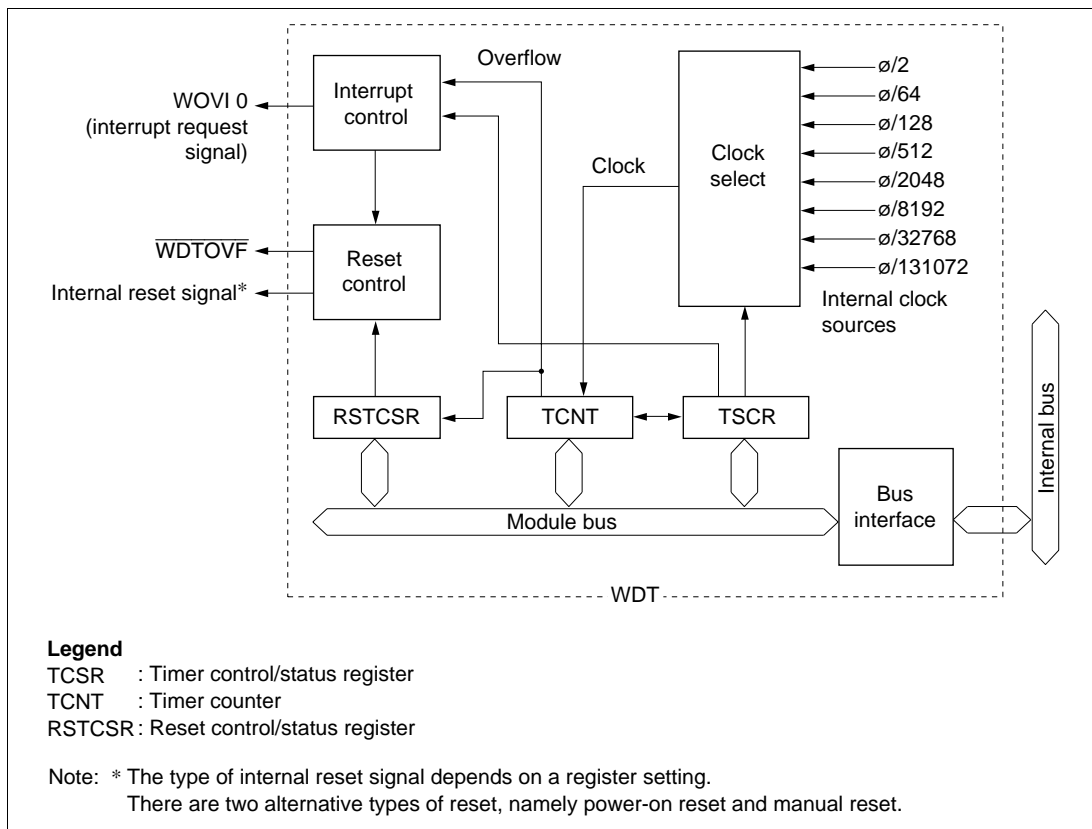 Overflow
WOVI 0
(interrupt request
signal)
Interrupt
control
Clock
Clock
select
ø/2
ø/64
ø/128
ø/512
ø/2048
ø/8192
ø/32768
ø/131072
Internal clock
sources
WDTOVF
Internal reset signal*
Reset
control
RSTCSR
TCNT
TSCR
Module bus
Bus
interface
Internal bus
WDT
Legend
TCSR : Timer control/status register
TCNT : Timer counter
RSTCSR : Reset control/status register
Note: * The type of internal reset signal depends on a register setting.
There are two alternative types of reset, namely power-on reset and manual reset.